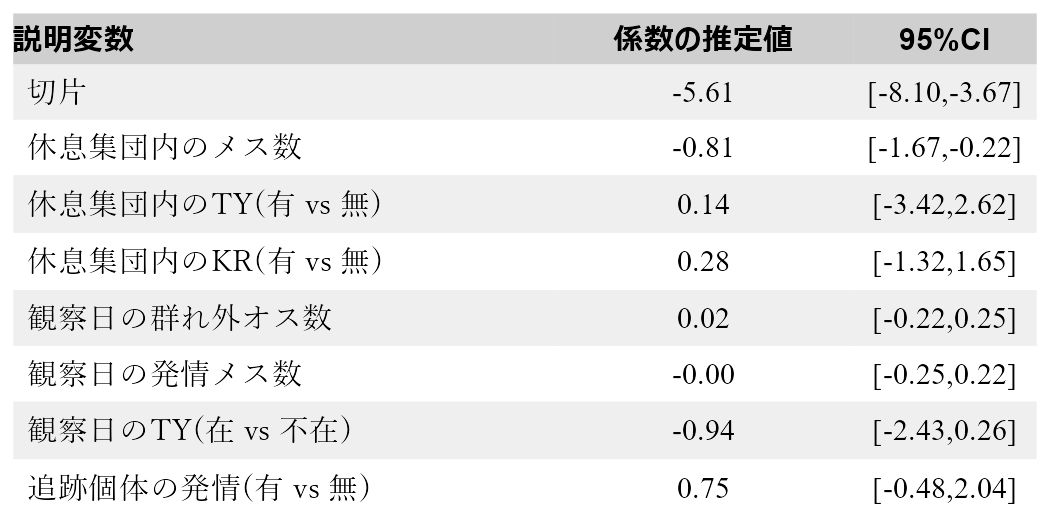 説明変数 係数の推定値 95%CI
切片 -5.61 [-8.10,-3.67]
休息集団内のメス数 -0.81 [-1.67,-0.22]
休息集団内のTY(有 vs 無) 0.14 [-3.42,2.62]
休息集団内のKR(有 vs 無) 0.28 [-1.32,1.65]
観察日の群れ外オス数 0.02 [-0.22,0.25]
観察日の発情メス数 -0.00 [-0.25,0.22]
観察日のTY(在 vs 不在) -0.94 [-2.43,0.26]
追跡個体の発情(有 vs 無) 0.75 [-0.48,2.04]